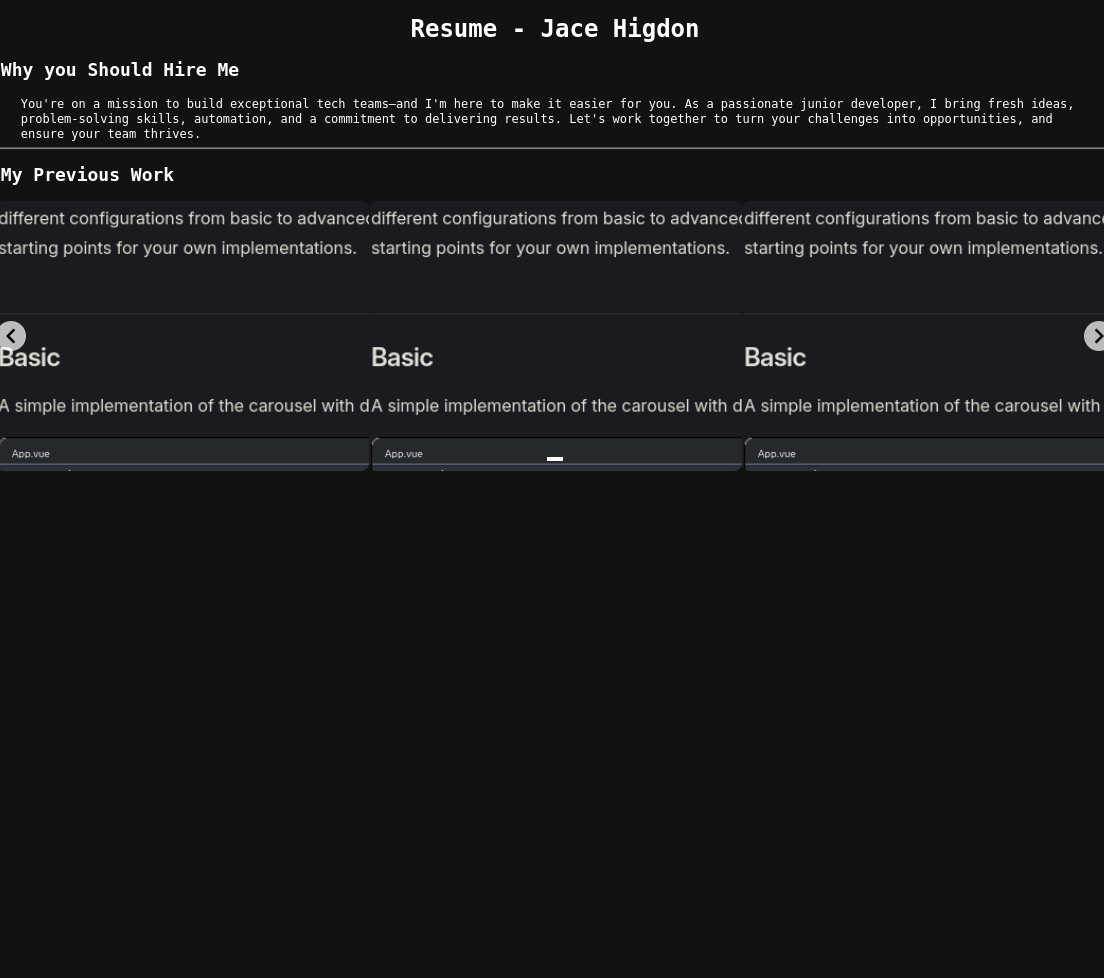 Resume - Jace Higdon
Why you Should Hire Me
You're on a mission to build exceptional tech teams—and I'm here to make it easier for you. As a passionate junior developer, I bring fresh ideas,
problem-solving skills, automation, and a commitment to delivering results. Let's work together to turn your challenges into opportunities, and
ensure your team thrives.
My Previous Work
different configurations from basic to advanced
starting points for your own implementations.
Basic
A simple implementation of the carousel with d
App.vue
different configurations from basic to advanced
starting points for your own implementations.
Basic
A simple implementation of the carousel with d
App.vue
different configurations from basic to advance
starting points for your own implementations.
Basic
A simple implementation of the carousel with
App.vue